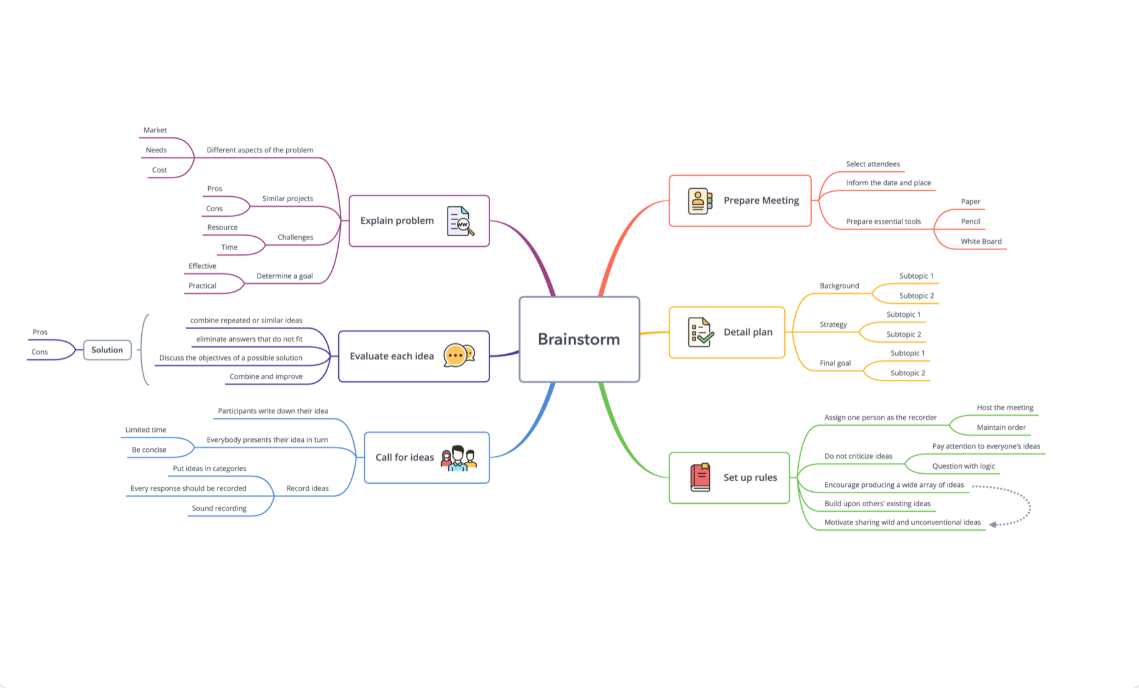 Brainstorm
Prepare Meeting
Select attendees
Inform the date and place
Prepare essential tools
Paper
Pencil
White Board
Detail plan
Background
Subtopic 1
Subtopic 2
Strategy
Subtopic 1
Subtopic 2
Final goal
Subtopic 1
Subtopic 2
Set up rules
Assign one person as the recorder
Host the meeting
Maintain order
Do not criticize ideas
Pay attention to everyone's ideas
Question with logic
Encourage producing a wide array of ideas
Build upon others' existing ideas
Motivate sharing wild and unconventional ideas
Explain problem
Different aspects of the problem
Market
Needs
Cost
Similar projects
Pros
Cons
Challenges
Resource
Time
Determine a goal
Effective
Practical
Evaluate each idea
combine repeated or similar ideas
eliminate answers that do not fit
Discuss the objectives of a possible solution
Combine and improve
Solution
Pros
Cons
Call for ideas
Participants write down their idea
Everybody presents their idea in turn
Limited time
Be concise
Record ideas
Put ideas in categories
Every response should be recorded
Sound recording